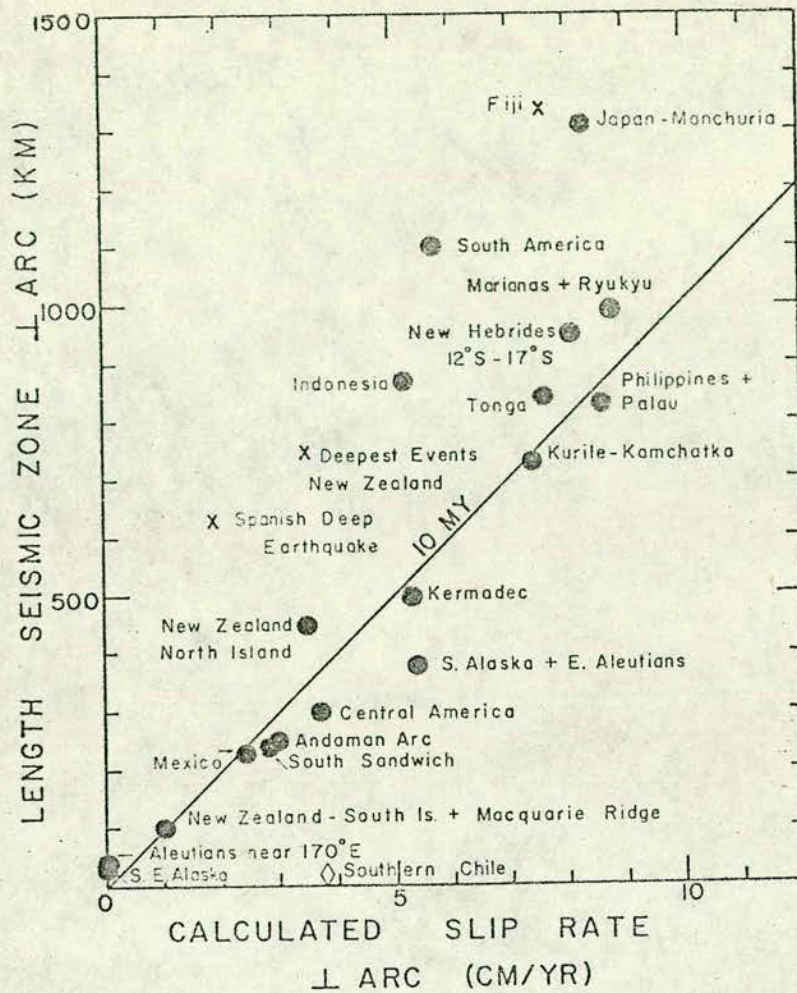 1500
Fiji X
Japan-Manchuria
South America
Marianas + Ryukyu
1000
New Hebrides
12°S-17°S
Indonesia
Philippines +
Palau
Tonga
X Deepest Events
New Zealand
Kurile-Kamchatka
X Spanish Deep
Earthquake
10 MY
500
Kermadec
New Zealand
North Island
S. Alaska + E. Aleutians
Central America
Andaman Arc
Mexico
South Sandwich
New Zealand-South Is. + Macquarie Ridge
Aleutians near 170°E
S.E. Alaska
Southern Chile
0
5
10
LENGTH SEISMIC ZONE ⊥ ARC (KM)
CALCULATED SLIP RATE
⊥ ARC (CM/YR)